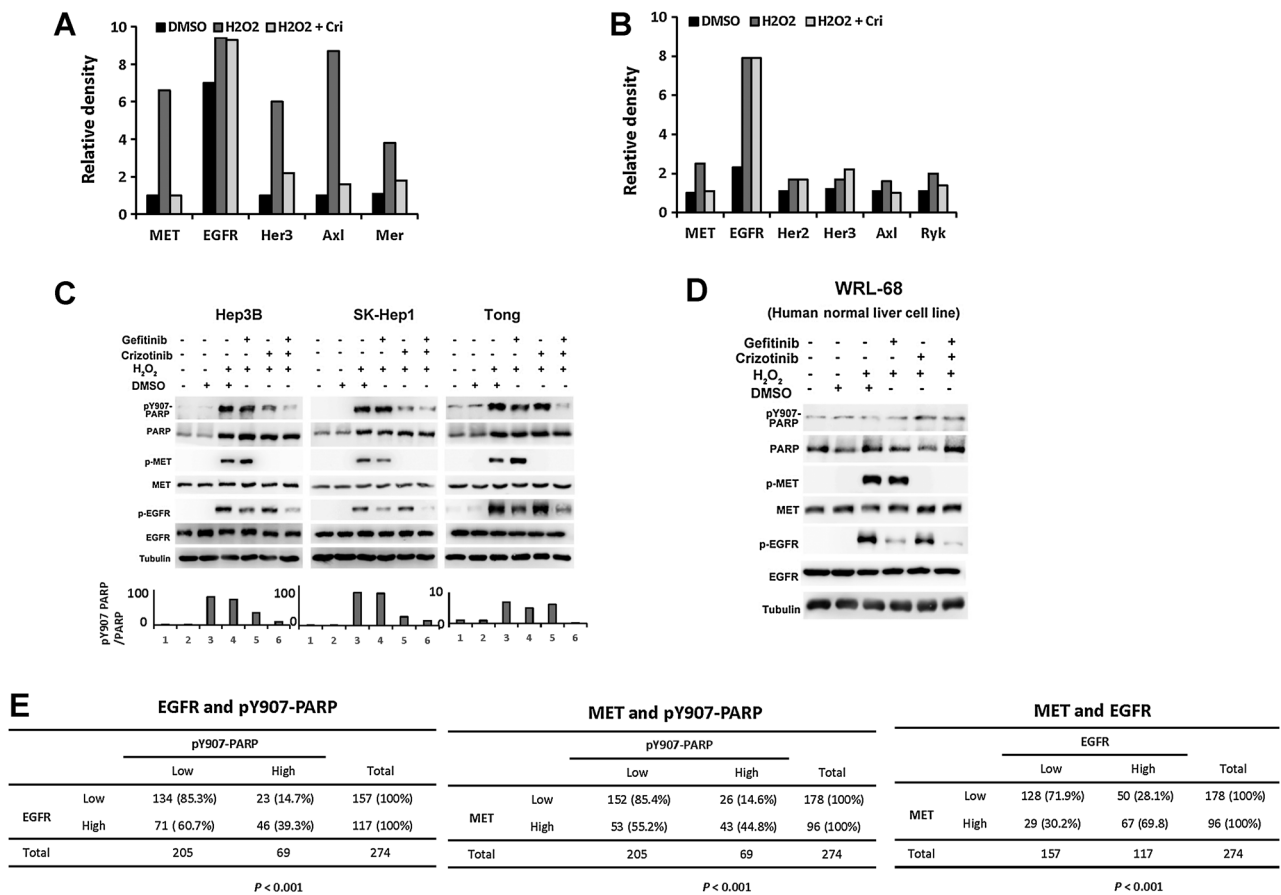 A
DMSO H2O2 H2O2 + Cri
Relative density
10
8
6
4
2
0
MET EGFR Her3 Axl Mer
B
DMSO H2O2 H2O2 + Cri
Relative density
10
8
6
4
2
0
MET EGFR Her2 Her3 Axl Ryk
C
Hep3B SK-Hep1 Tong
Gefitinib - - - + - + - - - + - + - - - + - +
Crizotinib - - - - + + - - - - + + - - - - + +
H2O2 - - + + + + - - + + + + - - + + + +
DMSO - + + - - - - + + - - - - + + - - -
pY907-
PARP
PARP
p-MET
MET
p-EGFR
EGFR
Tubulin
pY907 PARP
/PARP
100
0
1 2 3 4 5 6
100
0
1 2 3 4 5 6
10
0
1 2 3 4 5 6
D
WRL-68
(Human normal liver cell line)
Gefitinib - - - + - +
Crizotinib - - - - + +
H2O2 - - + + + +
DMSO - + + - - -
pY907-
PARP
PARP
p-MET
MET
p-EGFR
EGFR
Tubulin
E
EGFR and pY907-PARP
pY907-PARP
Low High Total
EGFR
Low 134 (85.3%) 23 (14.7%) 157 (100%)
High 71 ( 60.7%) 46 (39.3%) 117 (100%)
Total 205 69 274
P < 0.001
MET and pY907-PARP
pY907-PARP
Low High Total
MET
Low 152 (85.4%) 26 (14.6%) 178 (100%)
High 53 (55.2%) 43 (44.8%) 96 (100%)
Total 205 69 274
P < 0.001
MET and EGFR
EGFR
Low High Total
MET
Low 128 (71.9%) 50 (28.1%) 178 (100%)
High 29 (30.2%) 67 (69.8) 96 (100%)
Total 157 117 274
P < 0.001